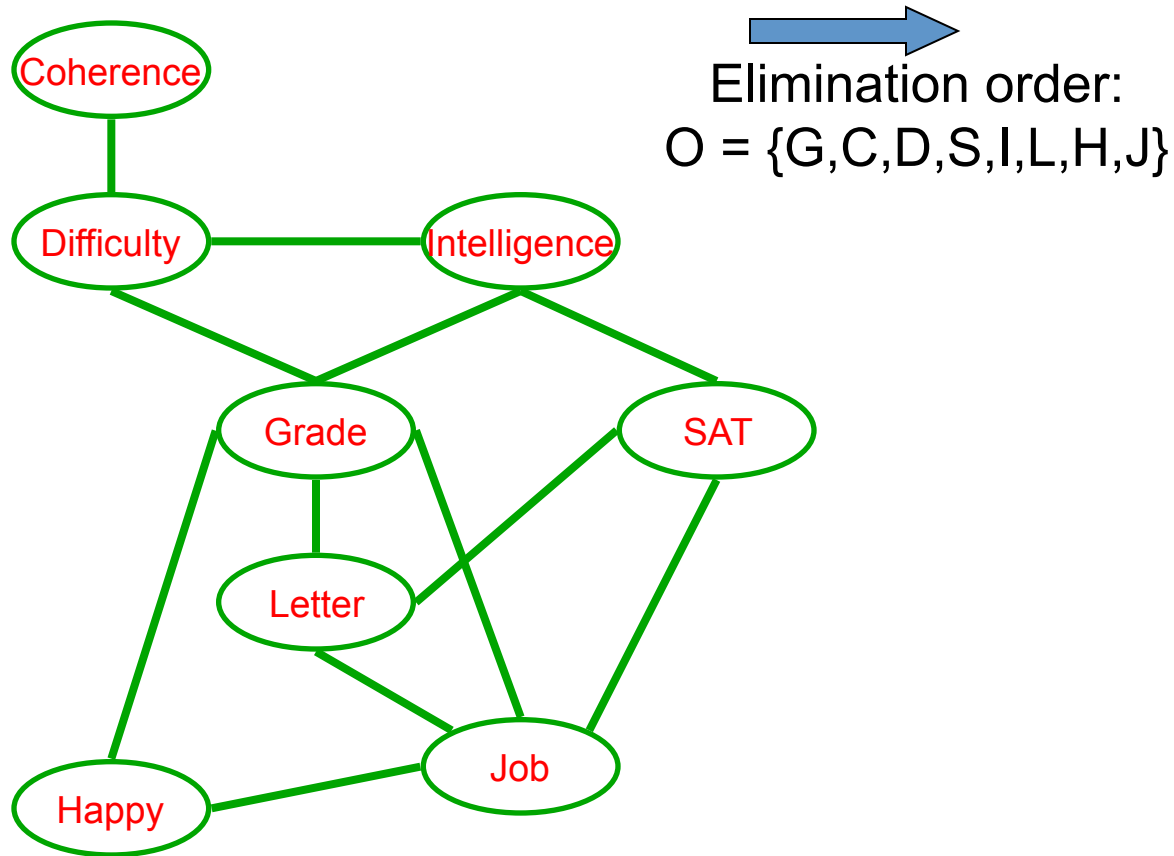 Coherence
Elimination order:
O = {G,C,D,S,I,L,H,J}
Difficulty
Intelligence
Grade
SAT
Letter
Job
Happy